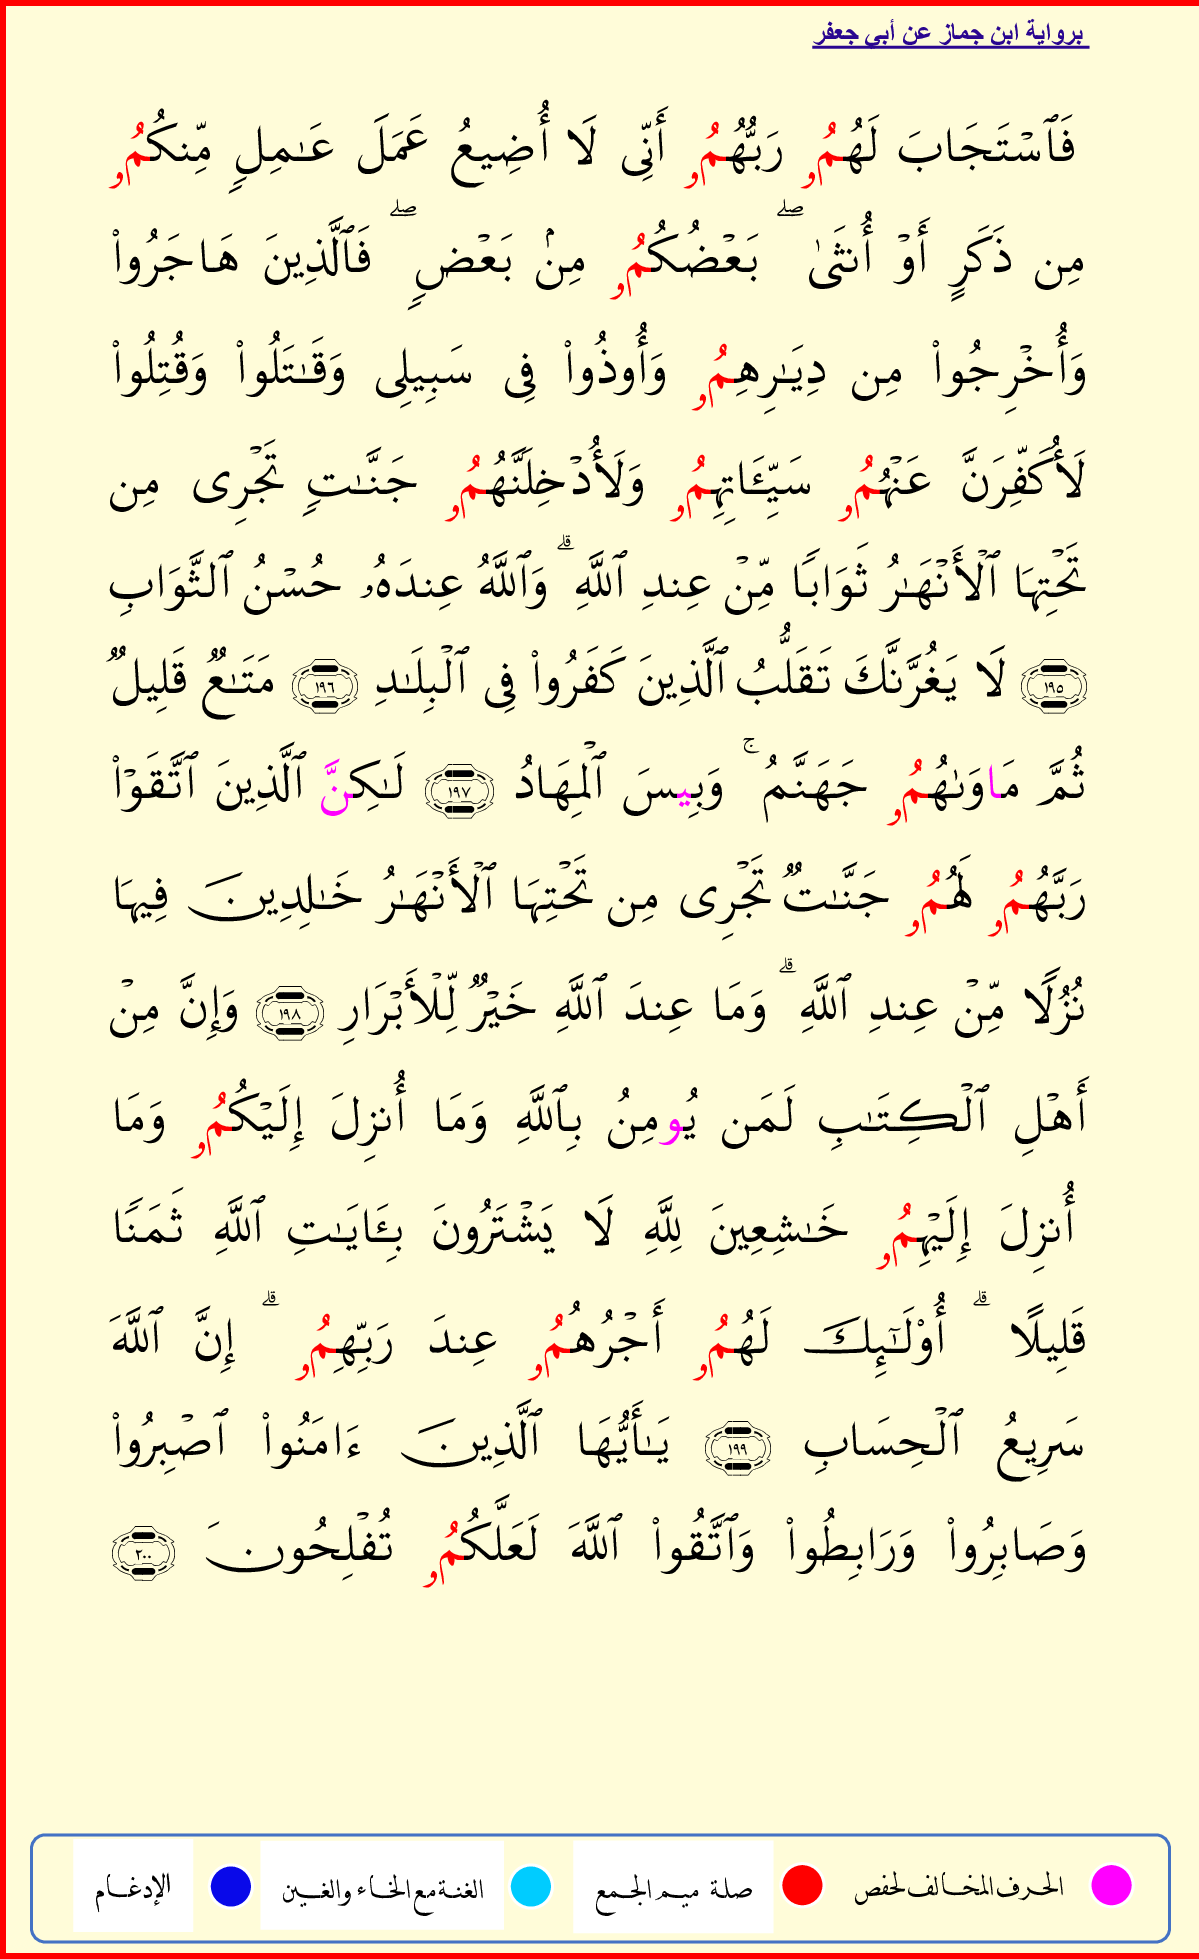 برواية ابن جماز عن أبي جعفر
فَٱسۡتَجَابَ لَهُمُۥ رَبُّهُمُۥ أَنِّى لَا أُضِيعُ عَمَلَ عَـٰمِلٍ مِّنكُمُۥ
مِن ذَكَرٍ أَوۡ أُنثَىٰ ۖ بَعۡضُكُمُۥ مِنۢ بَعۡضٍ ۖ فَٱلَّذِينَ هَاجَرُوا۟
وَأُخۡرِجُوا۟ مِن دِيَـٰرِهِمُۥ وَأُوذُوا۟ فِى سَبِيلِى وَقَـٰتَلُوا۟ وَقُتِلُوا۟
لَأُكَفِّرَنَّ عَنۡهُمُۥ سَيِّـَٔاتِهِمُۥ وَلَأُدۡخِلَنَّهُمُۥ جَنَّـٰتٍ تَجۡرِى مِن
تَحۡتِهَا ٱلۡأَنۡهَـٰرُ ثَوَابًا مِّنۡ عِندِ ٱللَّهِ ۗ وَٱللَّهُ عِندَهُۥ حُسۡنُ ٱلثَّوَابِ
١٩٥ لَا يَغُرَّنَّكَ تَقَلُّبُ ٱلَّذِينَ كَفَرُوا۟ فِى ٱلۡبِلَـٰدِ ١٩٦ مَتَـٰعٌ قَلِيلٌ
ثُمَّ مَاوَىٰهُمُۥ جَهَنَّمُ ۚ وَبِيسَ ٱلۡمِهَادُ ١٩٧ لَـٰكِنَّ ٱلَّذِينَ ٱتَّقَوۡا۟
رَبَّهُمُۥ لَهُمُۥ جَنَّـٰتٌ تَجۡرِى مِن تَحۡتِهَا ٱلۡأَنۡهَـٰرُ خَـٰلِدِينَ فِيهَا
نُزُلًا مِّنۡ عِندِ ٱللَّهِ ۗ وَمَا عِندَ ٱللَّهِ خَيۡرٌ لِّلۡأَبۡرَارِ ١٩٨ وَإِنَّ مِنۡ
أَهۡلِ ٱلۡكِتَـٰبِ لَمَن يُومِنُ بِٱللَّهِ وَمَا أُنزِلَ إِلَيۡكُمُۥ وَمَا
أُنزِلَ إِلَيۡهِمُۥ خَـٰشِعِينَ لِلَّهِ لَا يَشۡتَرُونَ بِـَٔايَـٰتِ ٱللَّهِ ثَمَنًا
قَلِيلًا ۗ أُو۟لَـٰٓئِكَ لَهُمُۥ أَجۡرُهُمُۥ عِندَ رَبِّهِمُۥ ۗ إِنَّ ٱللَّهَ
سَرِيعُ ٱلۡحِسَابِ ١٩٩ يَـٰأَيُّهَا ٱلَّذِينَ ءَامَنُوا۟ ٱصۡبِرُوا۟
وَصَابِرُوا۟ وَرَابِطُوا۟ وَٱتَّقُوا۟ ٱللَّهَ لَعَلَّكُمُۥ تُفۡلِحُونَ ٢٠٠
الحرف المخالف لحفص صلة ميم الجمع الغنة مع الخاء والغين الإدغام